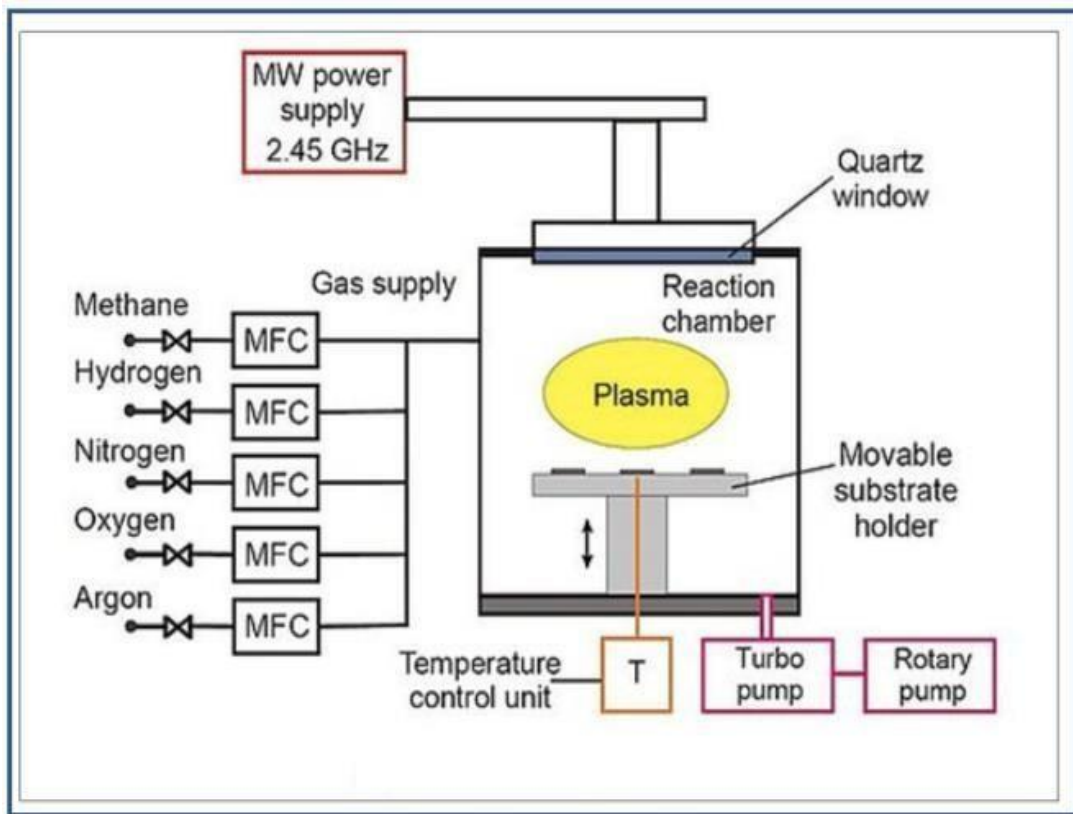 MW power
supply
2.45 GHz
Quartz
window
Gas supply
Reaction
chamber
Methane
MFC
Hydrogen
MFC
Plasma
Nitrogen
MFC
Movable
substrate
holder
Oxygen
MFC
Argon
MFC
Temperature
control unit
T
Turbo
pump
Rotary
pump